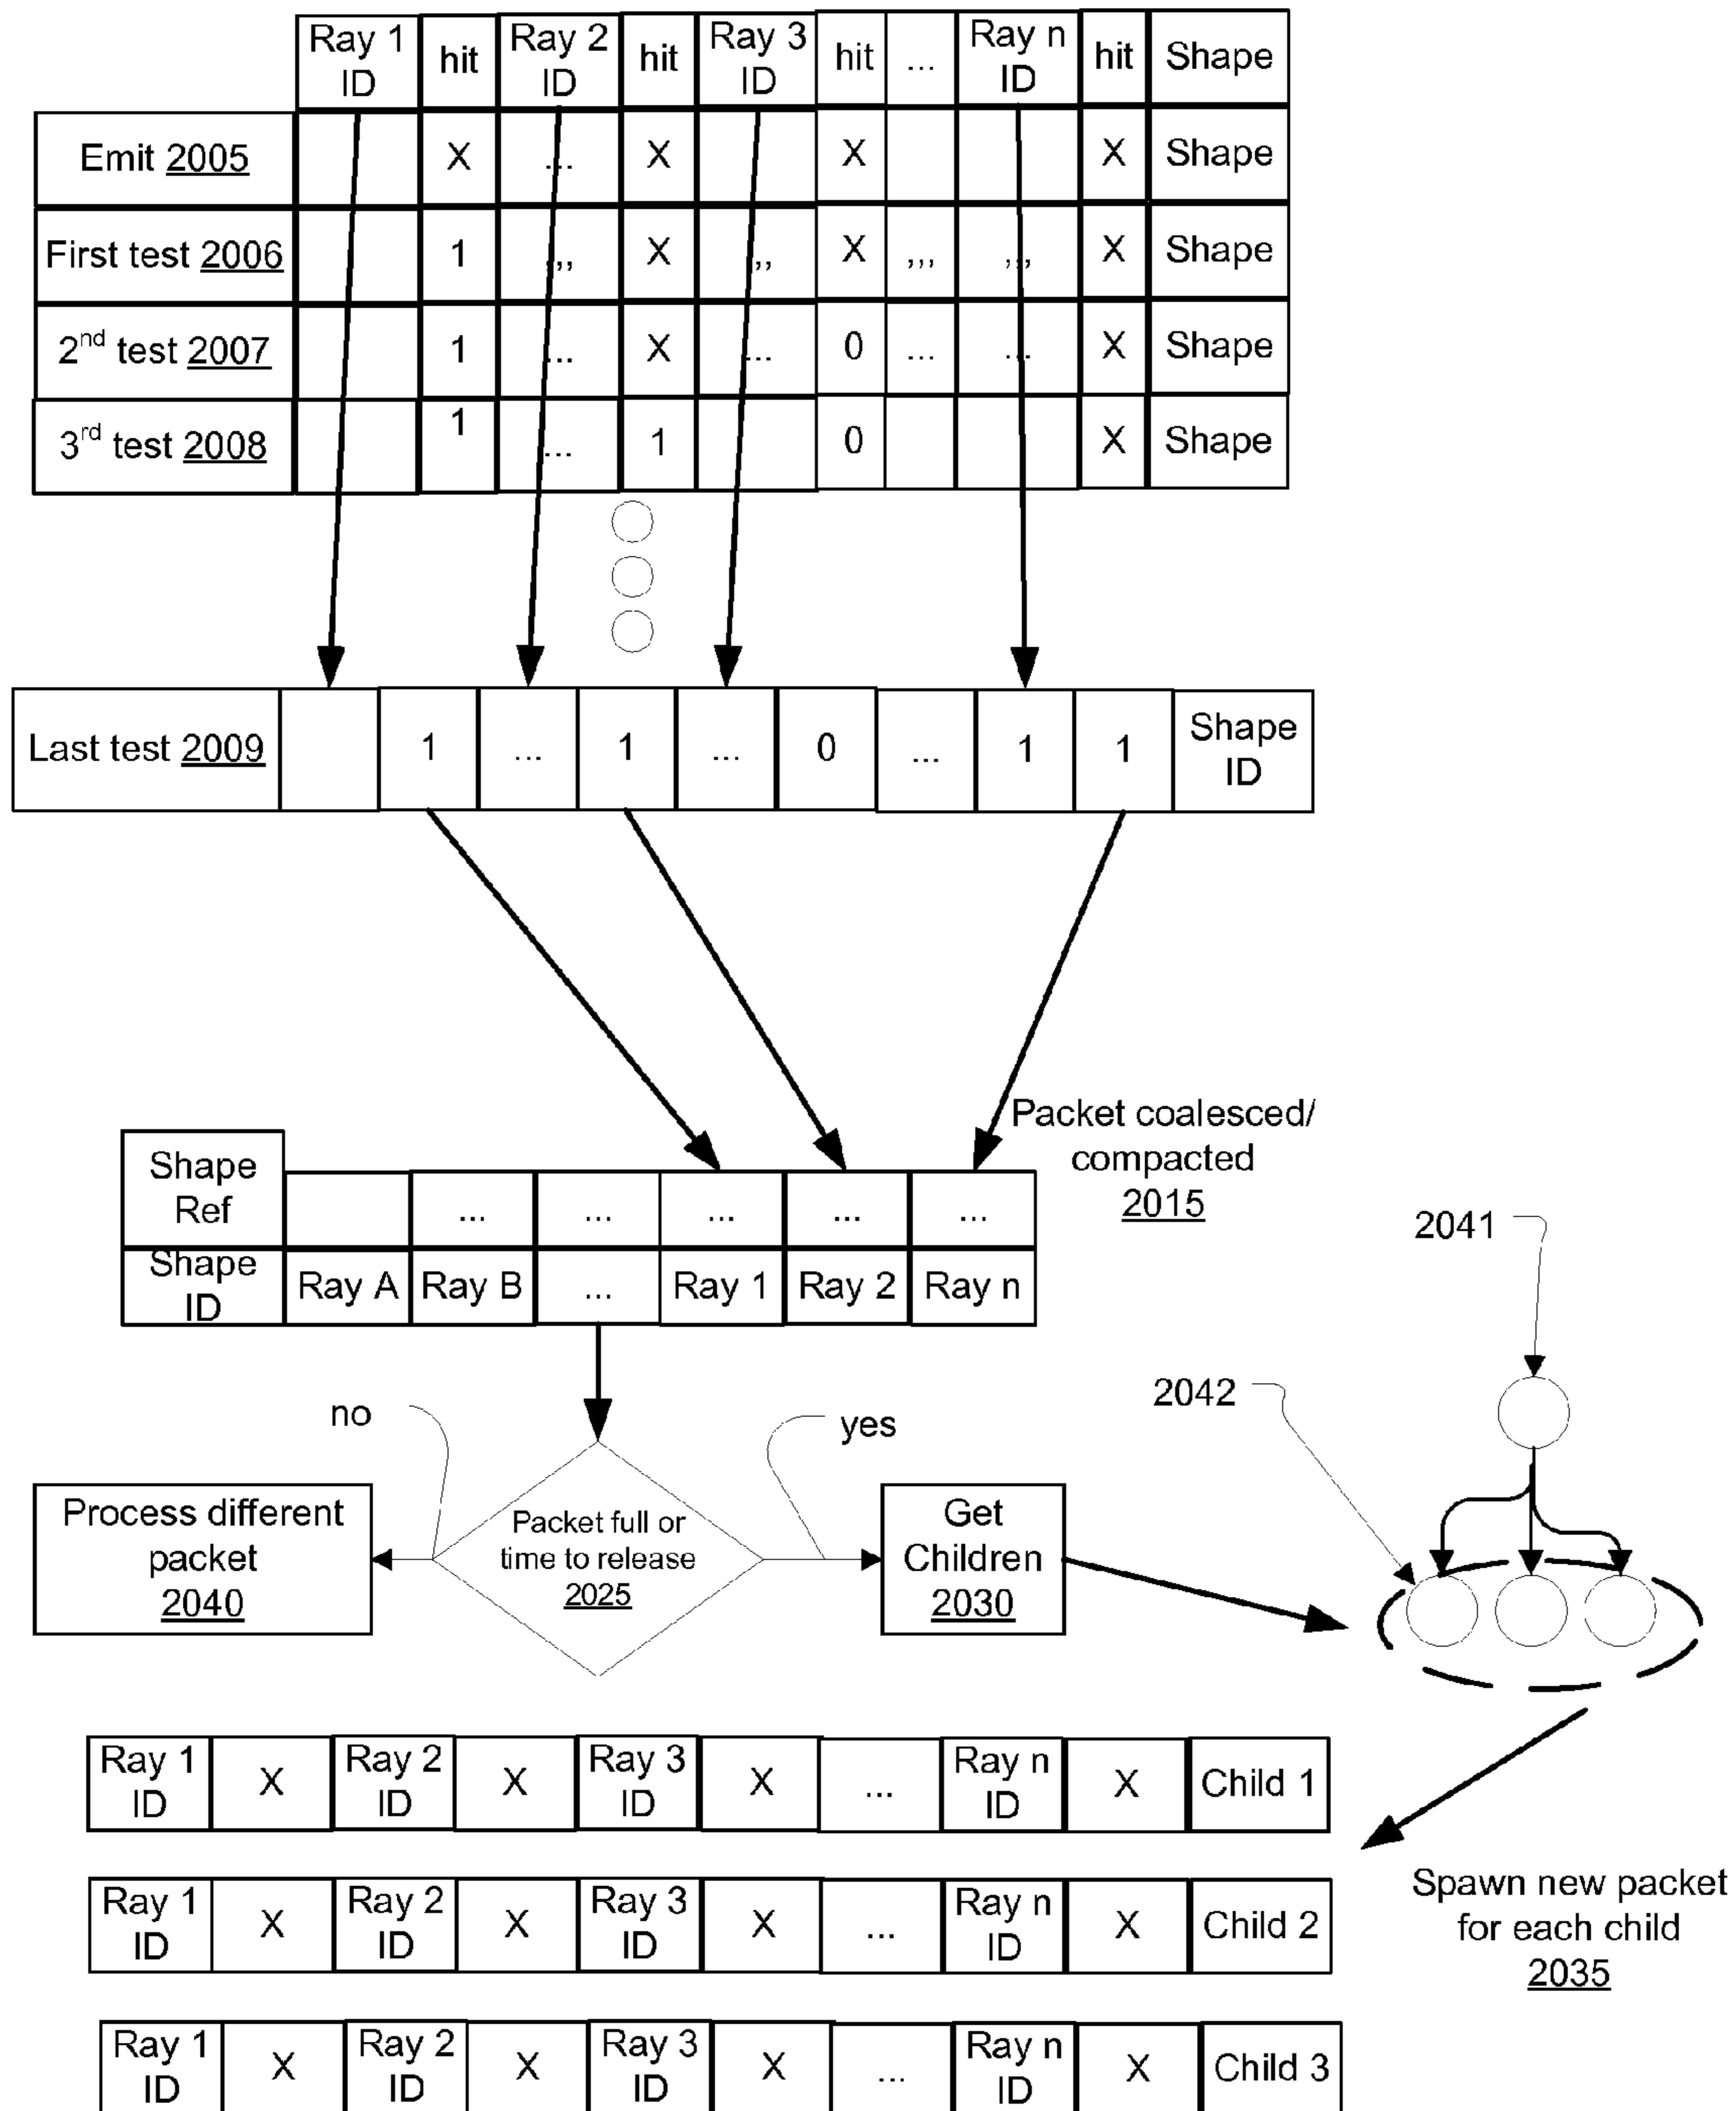 Ray 1 ID hit Ray 2 ID hit Ray 3 ID hit ... Ray n ID hit Shape
Emit 2005 X ... X X X Shape
First test 2006 1 ,,, X ,, X ,,, ,,, X Shape
2nd test 2007 1 ... X ... 0 ... ... X Shape
3rd test 2008 1 ... 1 0 X Shape
Last test 2009 1 ... 1 ... 0 ... 1 1 Shape ID
Packet coalesced/
compacted
2015
Shape Ref ... ... ... ... ...
Shape ID Ray A Ray B ... Ray 1 Ray 2 Ray n
2041
2042
no
yes
Process different
packet
2040
Packet full or
time to release
2025
Get
Children
2030
Ray 1 ID X Ray 2 ID X Ray 3 ID X ... Ray n ID X Child 1
Ray 1 ID X Ray 2 ID X Ray 3 ID X ... Ray n ID X Child 2
Spawn new packet
for each child
2035
Ray 1 ID X Ray 2 ID X Ray 3 ID X ... Ray n ID X Child 3